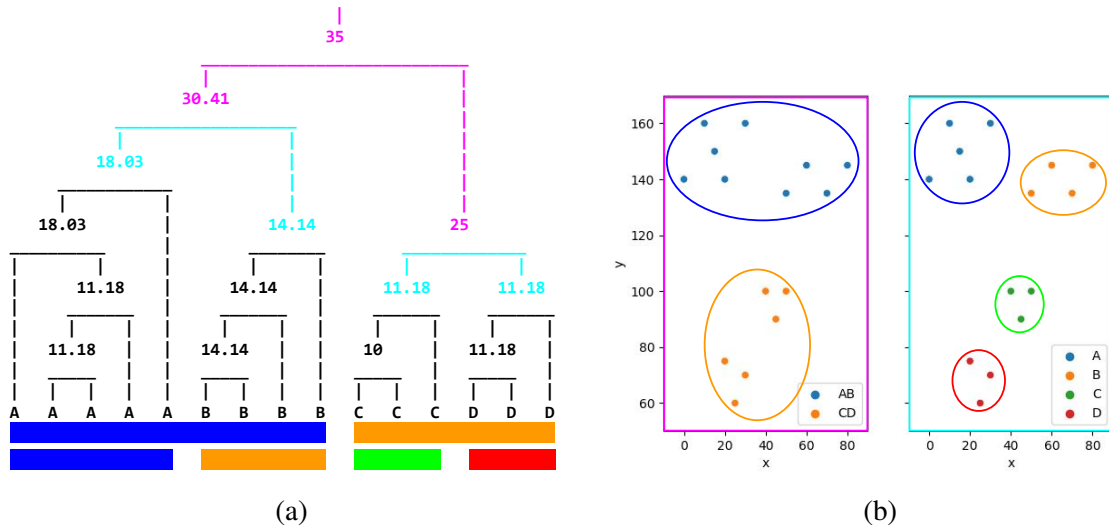 35
30.41
18.03
18.03 14.14 25
11.18 14.14 11.18 11.18
11.18 14.14 10 11.18
A A A A A B B B B C C C D D D
(a)
y
160
140
120
100
80
60
0 20 40 60 80
x
AB
CD
0 20 40 60 80
x
A
B
C
D
(b)